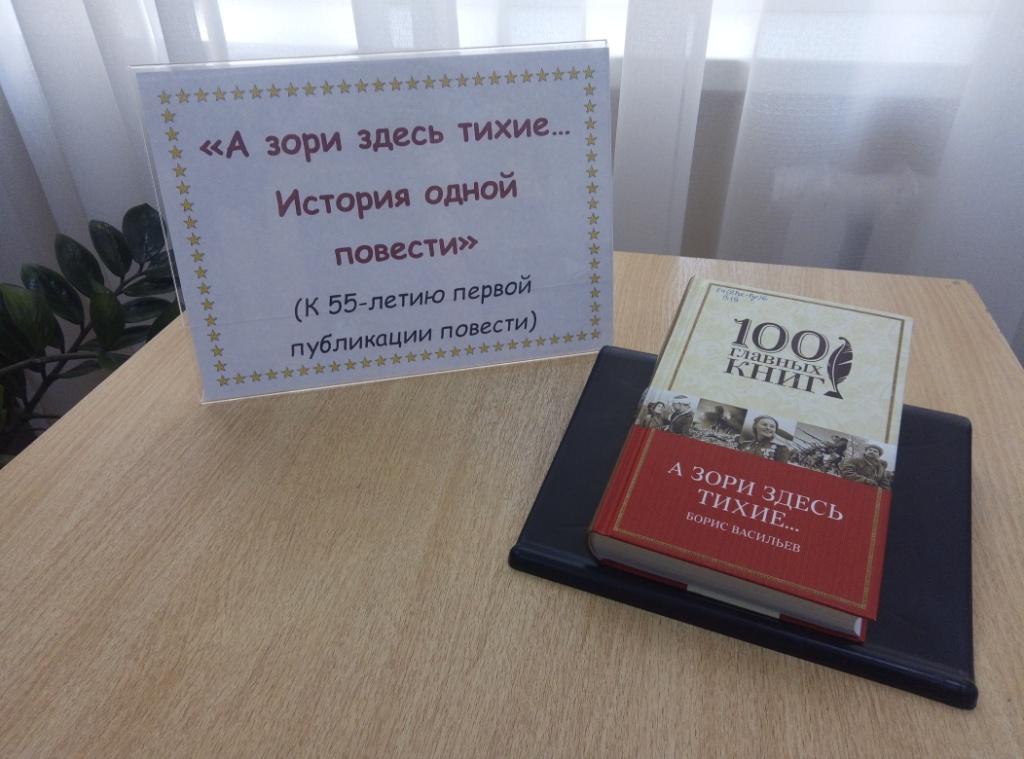 «А зори здесь тихие...
История одной
повести»
(К 55-летию первой
публикации повести)
100
ГЛАВНЫХ
КНИГ
А ЗОРИ ЗДЕСЬ
ТИХИЕ...
БОРИС ВАСИЛЬЕВ